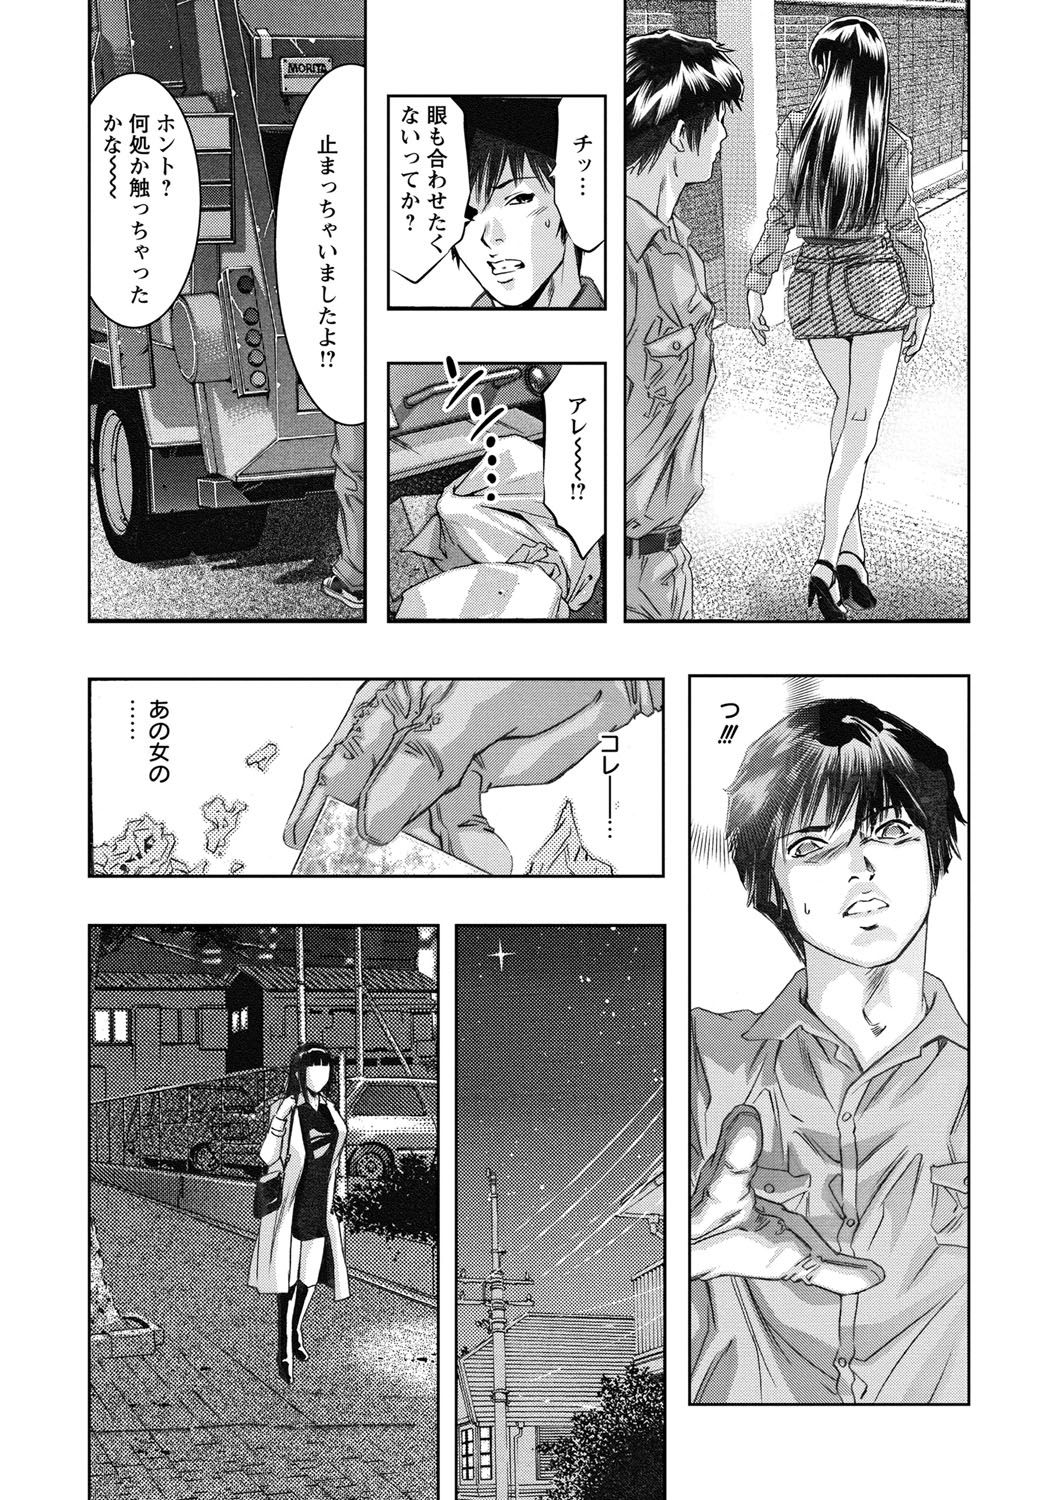 チッ…
眼も合わせたく
ないってか?
アレ〜〜!?
止まっちゃいましたよ!?
MORITA
ホント?
何処か触っちゃった
かな〜〜
つ!!!
コレ――…
あの女の
……